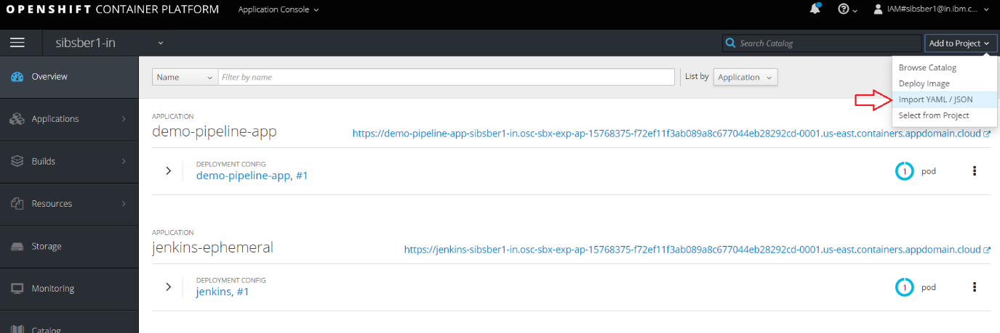 OPENSHIFT CONTAINER PLATFORM Application Console IAM#sibsber1@in.ibm.c...
sibsber1-in Search Catalog Add to Project
Browse Catalog
Deploy Image
Import YAML / JSON
Select from Project
Overview
Applications
Builds
Resources
Storage
Monitoring
Catalog
Name Filter by name List by Application
APPLICATION
demo-pipeline-app https://demo-pipeline-app-sibsber1-in.osc-sbx-exp-ap-15768375-f72ef11f3ab089a8c677044eb28292cd-0001.us-east.containers.appdomain.cloud
DEPLOYMENT CONFIG
demo-pipeline-app, #1 1 pod
APPLICATION
jenkins-ephemeral https://jenkins-sibsber1-in.osc-sbx-exp-ap-15768375-f72ef11f3ab089a8c677044eb28292cd-0001.us-east.containers.appdomain.cloud
DEPLOYMENT CONFIG
jenkins, #1 1 pod